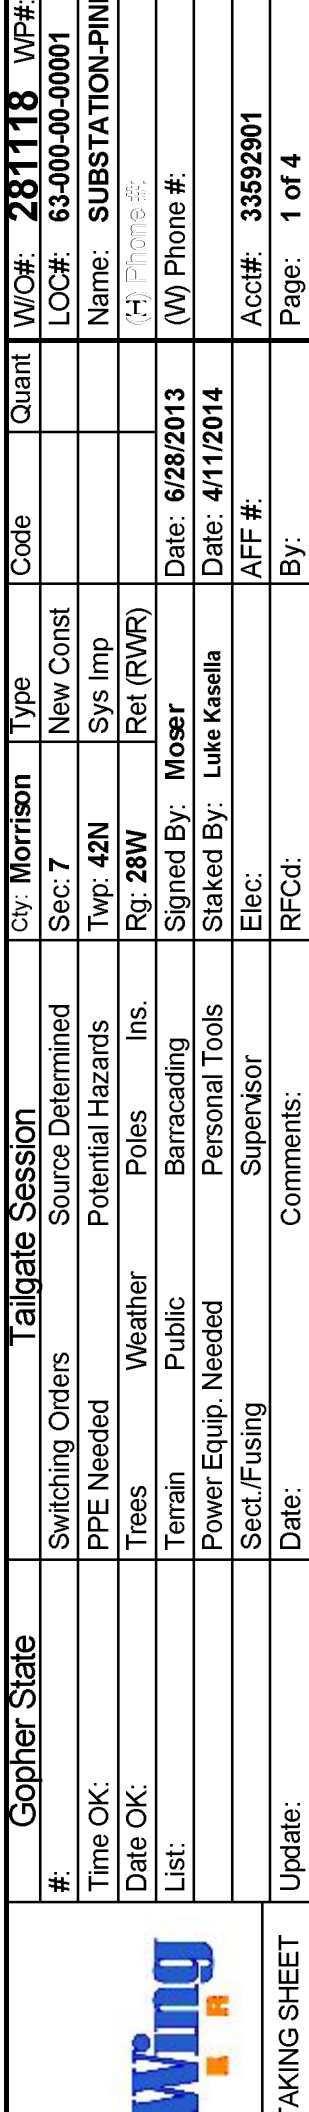 Wing
E R
TAKING SHEET
Gopher State
#:
Time OK:
Date OK:
List:
Update:
Tailgate Session
Switching Orders Source Determined
PPE Needed Potential Hazards
Trees Weather Poles Ins.
Terrain Public Barracading
Power Equip. Needed Personal Tools
Sect./Fusing Supervisor
Date: Comments:
Cty: Morrison Type Code Quant
Sec: 7 New Const
Twp: 42N Sys Imp
Rg: 28W Ret (RWR)
Signed By: Moser Date: 6/28/2013
Staked By: Luke Kasella Date: 4/11/2014
Elec: AFF #:
RFCd: By:
W/O#: 281118 WP#:
LOC#: 63-000-00-00001
Name: SUBSTATION-PIN
(H) Phone #:
(W) Phone #:
Acct#: 33592901
Page: 1 of 4